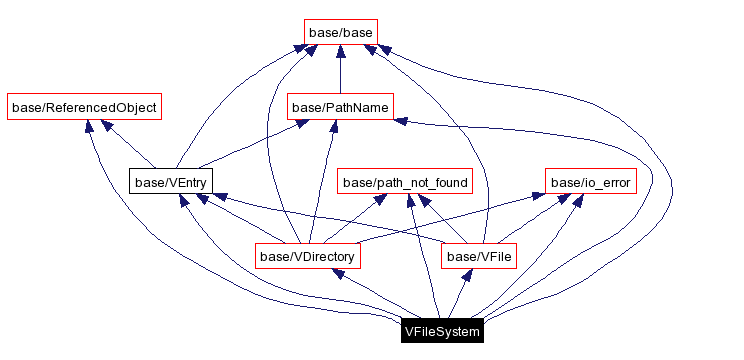 base/base
base/ReferencedObject
base/PathName
base/VEntry
base/path_not_found
base/io_error
base/VDirectory
base/VFile
VFileSystem